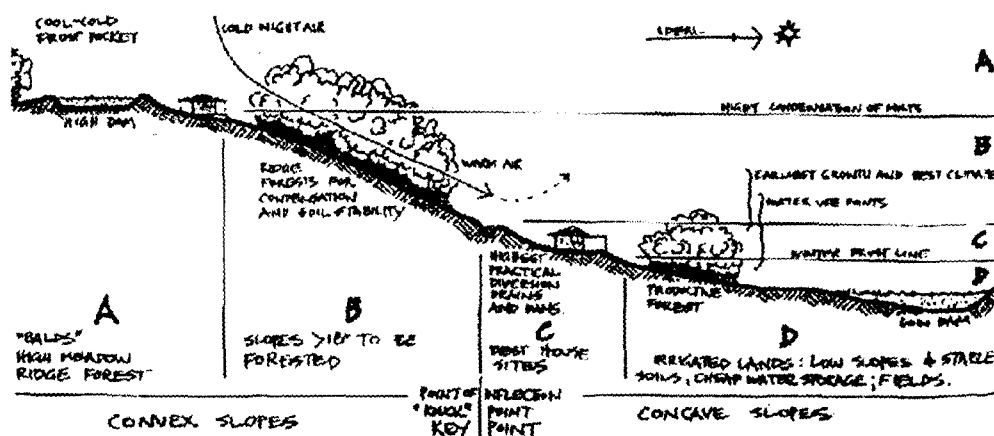 COOL-COLD
FROST POCKET
COLD NIGHT AIR
IDEAL
A
HIGH DAM
NIGHT CONDENSATION OF MISTS
B
WARM AIR
RIDGE
FORESTS FOR
CONDENSATION
AND SOIL STABILITY
EARLIEST GROWTH AND BEST CLIMATE
WATER USE POINTS
C
WINTER FROST LINE
D
HIGHEST
PRACTICAL
DIVERSION
DRAINS
AND DAMS.
PRODUCTIVE
FOREST
LOW DAM
A
"BALDS"
HIGH MEADOW
RIDGE FOREST
B
SLOPES >18° TO BE
FORESTED
C
BEST HOUSE
SITES
D
IRRIGATED LANDS: LOW SLOPES & STABLE
SOILS, CHEAP WATER STORAGE; FIELDS.
CONVEX SLOPES
POINT OF INFLECTION
POINT
KEY POINT
CONCAVE SLOPES